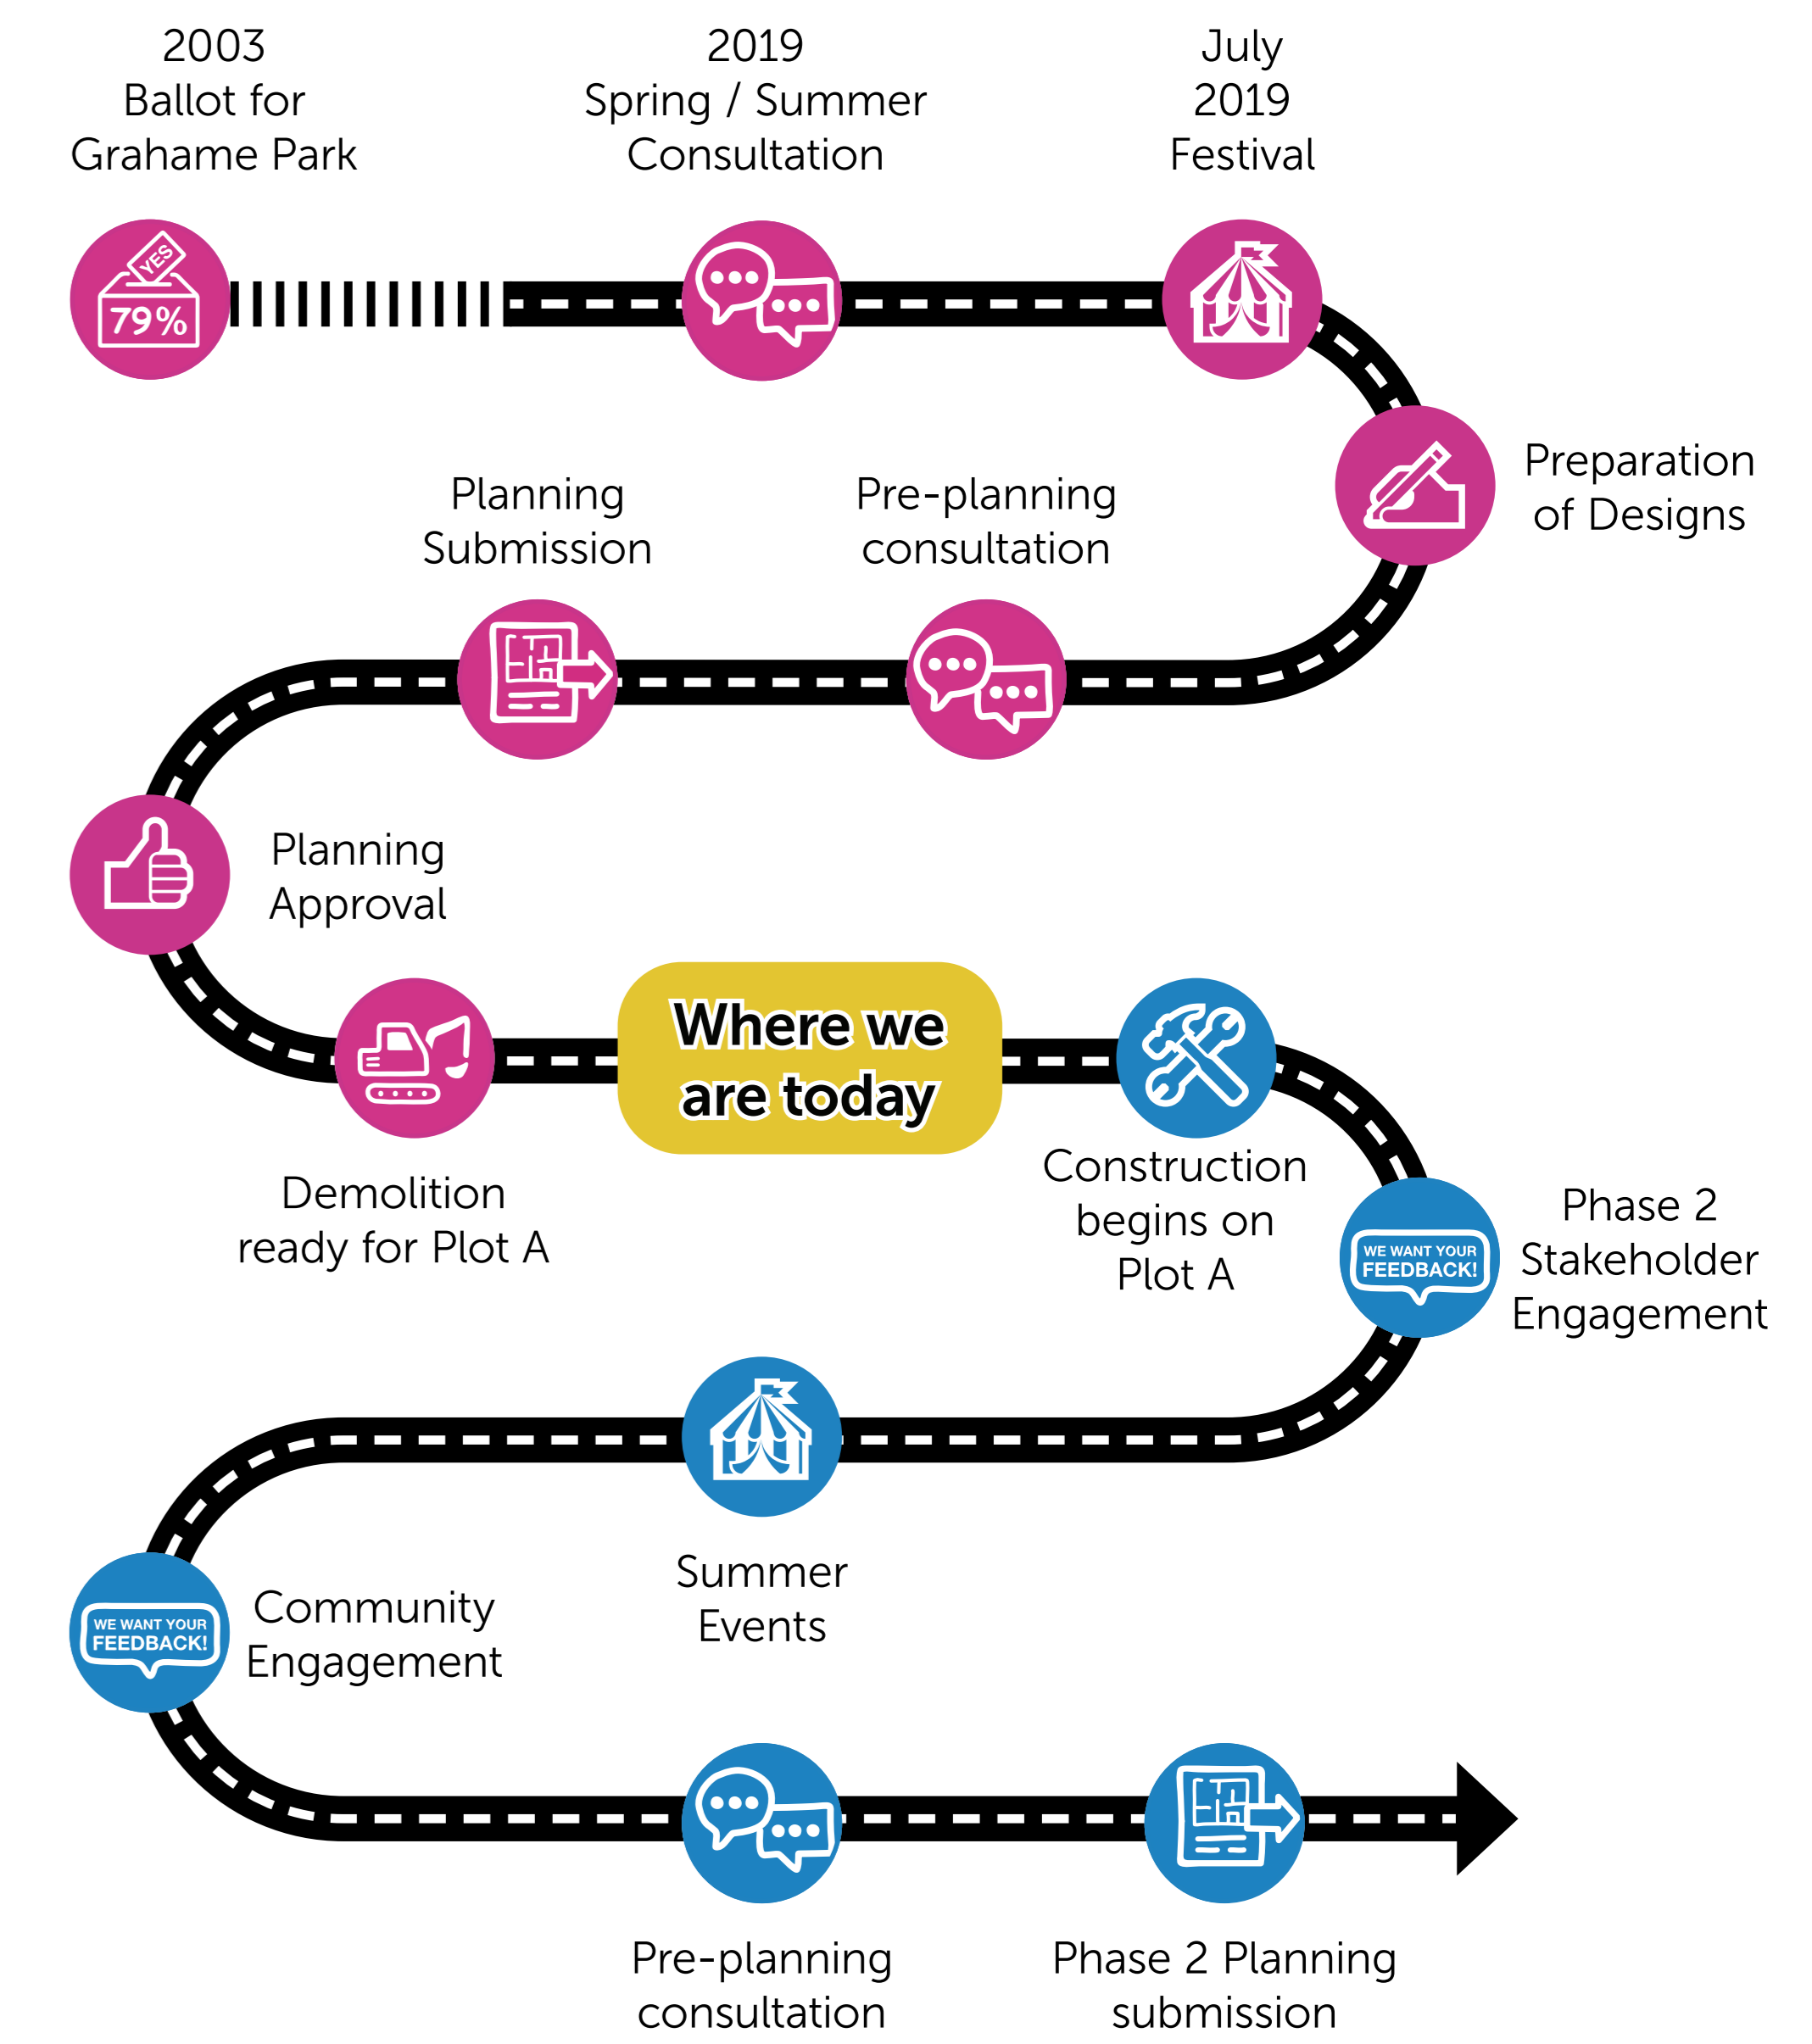 2003
Ballot for
Grahame Park
2019
Spring / Summer
Consultation
July
2019
Festival
YES
79%
Preparation
of Designs
Pre-planning
consultation
Planning
Submission
Planning
Approval
Demolition
ready for Plot A
Where we
are today
Construction
begins on
Plot A
WE WANT YOUR
FEEDBACK!
Phase 2
Stakeholder
Engagement
Summer
Events
WE WANT YOUR
FEEDBACK!
Community
Engagement
Pre-planning
consultation
Phase 2 Planning
submission